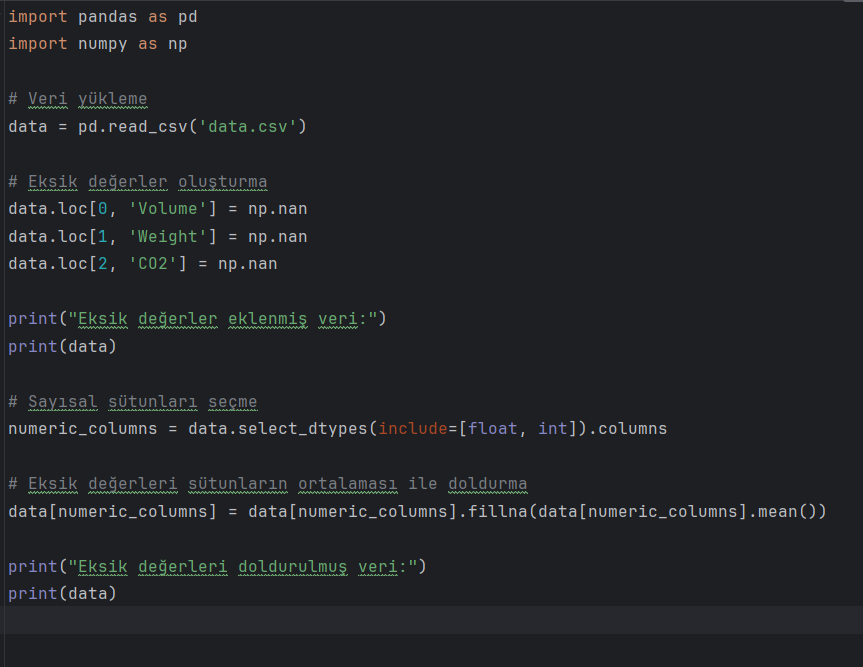 import pandas as pd
import numpy as np
# Veri yükleme
data = pd.read_csv('data.csv')
# Eksik değerler oluşturma
data.loc[0, 'Volume'] = np.nan
data.loc[1, 'Weight'] = np.nan
data.loc[2, 'CO2'] = np.nan
print("Eksik değerler eklenmiş veri:")
print(data)
# Sayısal sütunları seçme
numeric_columns = data.select_dtypes(include=[float, int]).columns
# Eksik değerleri sütunların ortalaması ile doldurma
data[numeric_columns] = data[numeric_columns].fillna(data[numeric_columns].mean())
print("Eksik değerleri doldurulmuş veri:")
print(data)